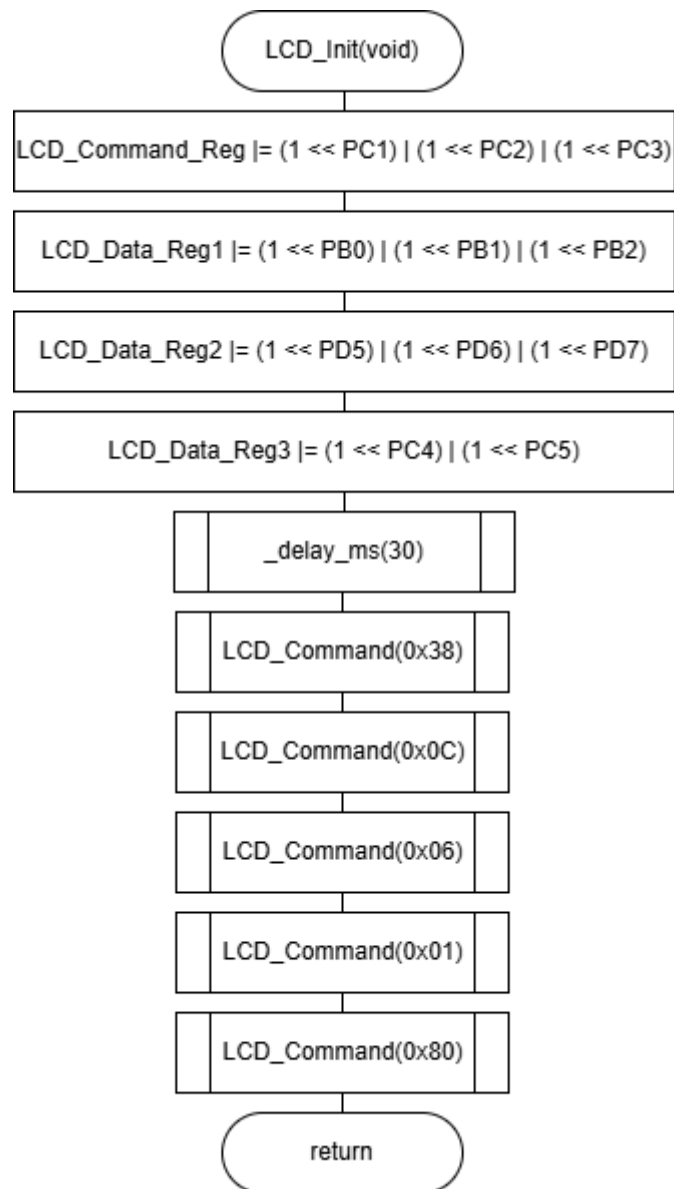 LCD_Init(void)
LCD_Command_Reg |= (1 << PC1) | (1 << PC2) | (1 << PC3)
LCD_Data_Reg1 |= (1 << PB0) | (1 << PB1) | (1 << PB2)
LCD_Data_Reg2 |= (1 << PD5) | (1 << PD6) | (1 << PD7)
LCD_Data_Reg3 |= (1 << PC4) | (1 << PC5)
_delay_ms(30)
LCD_Command(0x38)
LCD_Command(0x0C)
LCD_Command(0x06)
LCD_Command(0x01)
LCD_Command(0x80)
return